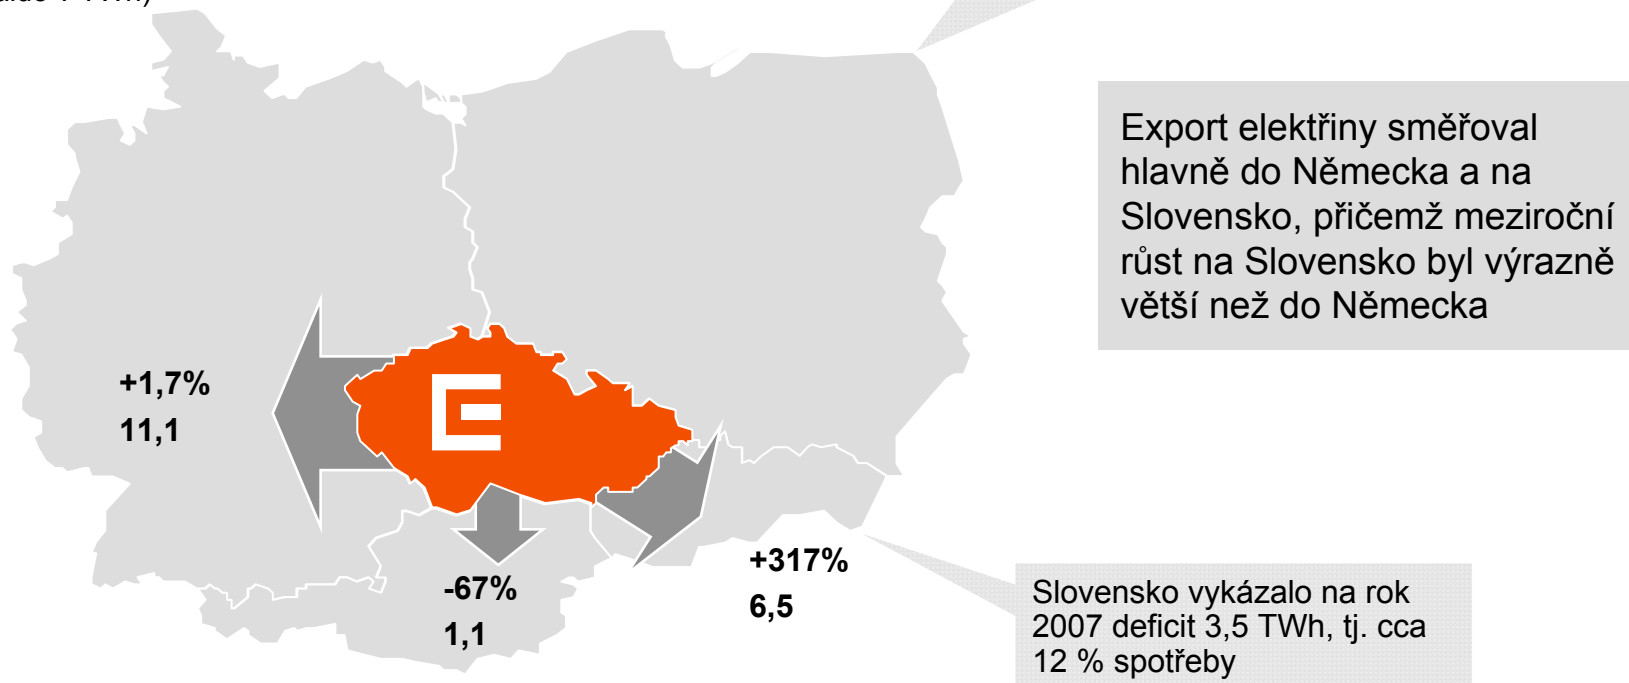 Export elektřiny směřoval
hlavně do Německa a na
Slovensko, přičemž meziroční
růst na Slovensko byl výrazně
větší než do Německa
+1,7%
11,1
-67%
1,1
+317%
6,5
Slovensko vykázalo na rok
2007 deficit 3,5 TWh, tj. cca
12 % spotřeby